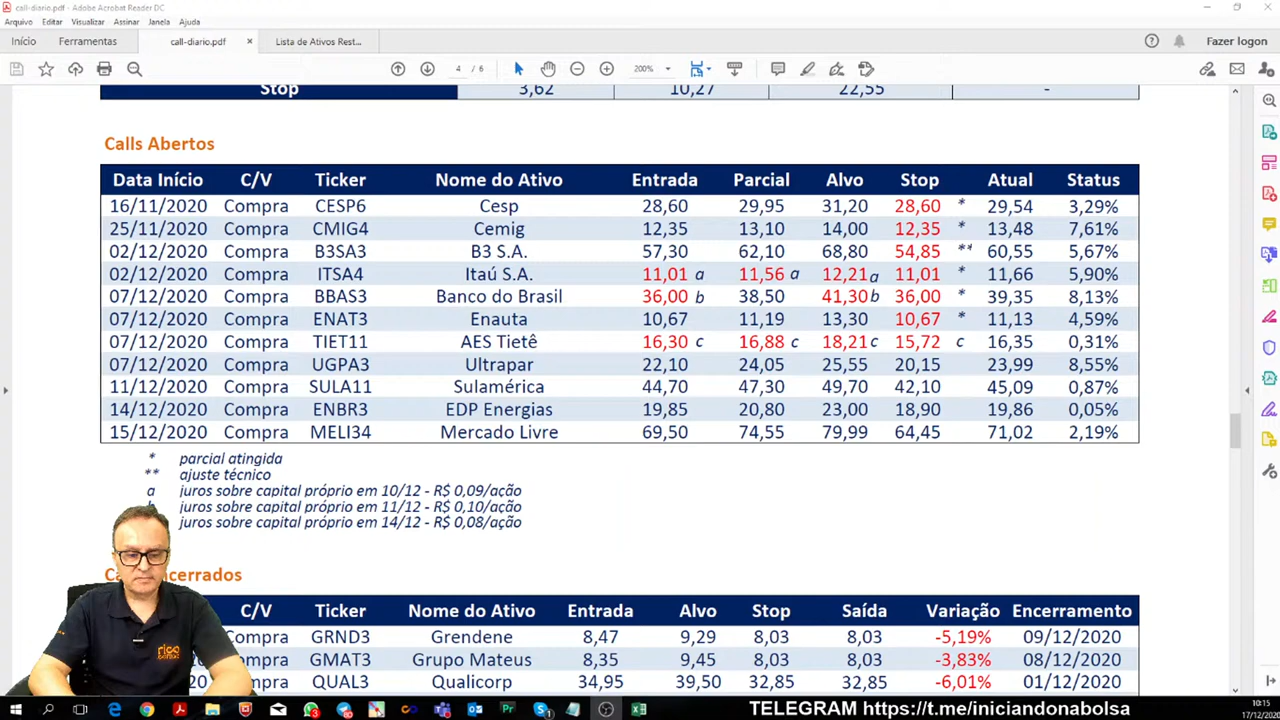 call-diario.pdf - Adobe Acrobat Reader DC
Arquivo Editar Visualizar Assinar Janela Ajuda
Início Ferramentas call-diario.pdf × Lista de Ativos Rest... Fazer logon
4 / 6 200%
Stop 3,62 10,27 22,55 -
Calls Abertos
Data Início C/V Ticker Nome do Ativo Entrada Parcial Alvo Stop Atual Status
16/11/2020 Compra CESP6 Cesp 28,60 29,95 31,20 28,60 * 29,54 3,29%
25/11/2020 Compra CMIG4 Cemig 12,35 13,10 14,00 12,35 * 13,48 7,61%
02/12/2020 Compra B3SA3 B3 S.A. 57,30 62,10 68,80 54,85 ** 60,55 5,67%
02/12/2020 Compra ITSA4 Itaú S.A. 11,01 a 11,56 a 12,21 a 11,01 * 11,66 5,90%
07/12/2020 Compra BBAS3 Banco do Brasil 36,00 b 38,50 41,30 b 36,00 * 39,35 8,13%
07/12/2020 Compra ENAT3 Enauta 10,67 11,19 13,30 10,67 * 11,13 4,59%
07/12/2020 Compra TIET11 AES Tietê 16,30 c 16,88 c 18,21 c 15,72 c 16,35 0,31%
07/12/2020 Compra UGPA3 Ultrapar 22,10 24,05 25,55 20,15 23,99 8,55%
11/12/2020 Compra SULA11 Sulamérica 44,70 47,30 49,70 42,10 45,09 0,87%
14/12/2020 Compra ENBR3 EDP Energias 19,85 20,80 23,00 18,90 19,86 0,05%
15/12/2020 Compra MELI34 Mercado Livre 69,50 74,55 79,99 64,45 71,02 2,19%
* parcial atingida
** ajuste técnico
a juros sobre capital próprio em 10/12 - R$ 0,09/ação
juros sobre capital próprio em 11/12 - R$ 0,10/ação
juros sobre capital próprio em 14/12 - R$ 0,08/ação
C/V Ticker Nome do Ativo Entrada Alvo Stop Saída Variação Encerramento
Compra GRND3 Grendene 8,47 9,29 8,03 8,03 -5,19% 09/12/2020
Compra GMAT3 Grupo Mateus 8,35 9,45 8,03 8,03 -3,83% 08/12/2020
Compra QUAL3 Qualicorp 34,95 39,50 32,85 32,85 -6,01% 01/12/2020
rico
TELEGRAM https://t.me/iniciandonabolsa
10:15
17/12/2020